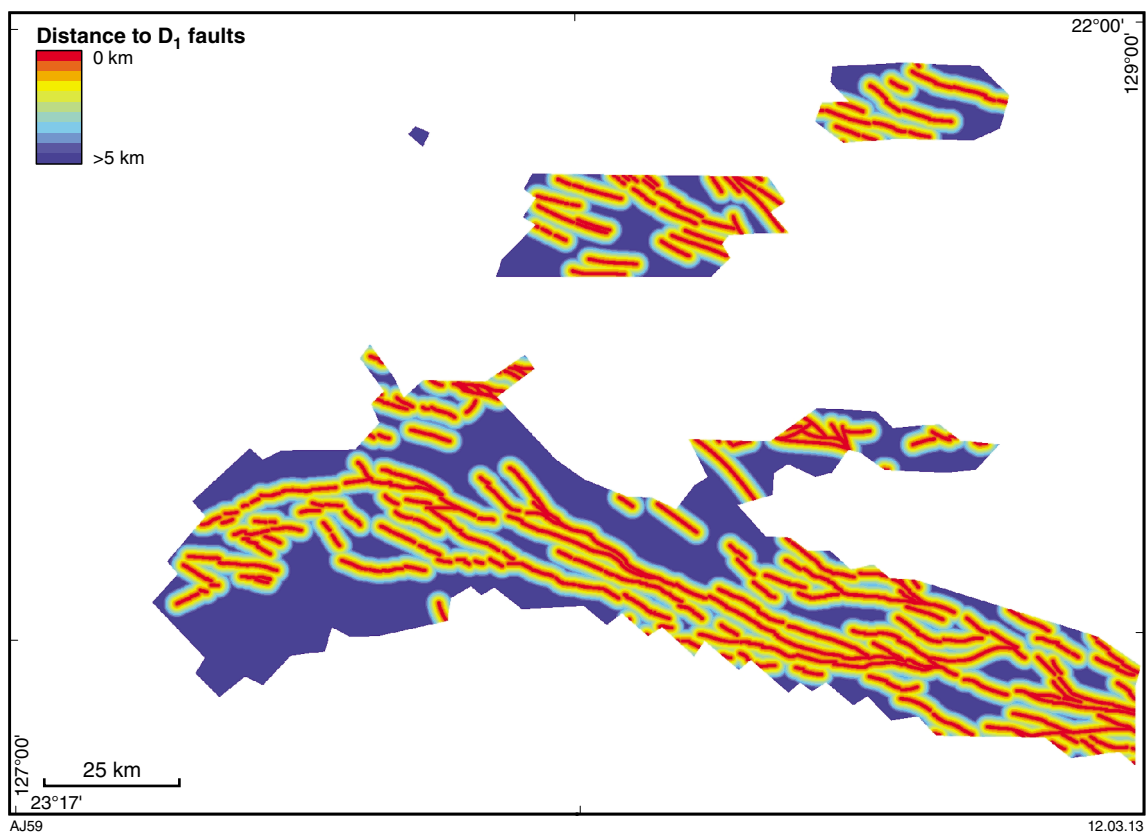 Distance to D1 faults
0 km
>5 km
22°00'
129°00'
127°00'
25 km
23°17'
AJ59
12.03.13